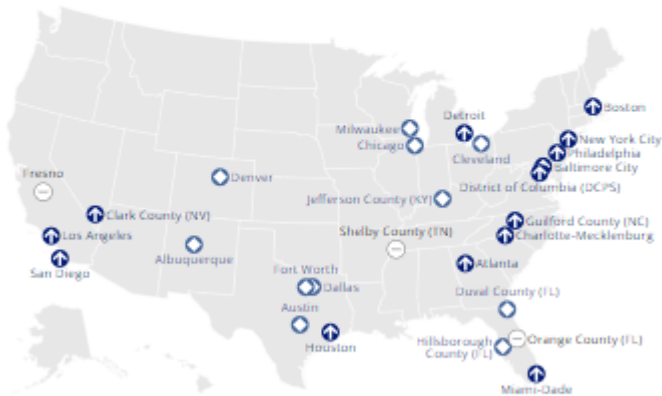 Boston
Detroit
Milwaukee
Chicago
Cleveland
New York City
Philadelphia
Baltimore City
District of Columbia (DCPS)
Fresno
Denver
Jefferson County (KY)
Clark County (NV)
Guilford County (NC)
Los Angeles
Shelby County (TN)
Charlotte-Mecklenburg
San Diego
Albuquerque
Atlanta
Fort Worth
Dallas
Duval County (FL)
Austin
Houston
Hillsborough
County (FL)
Orange County (FL)
Miami-Dade